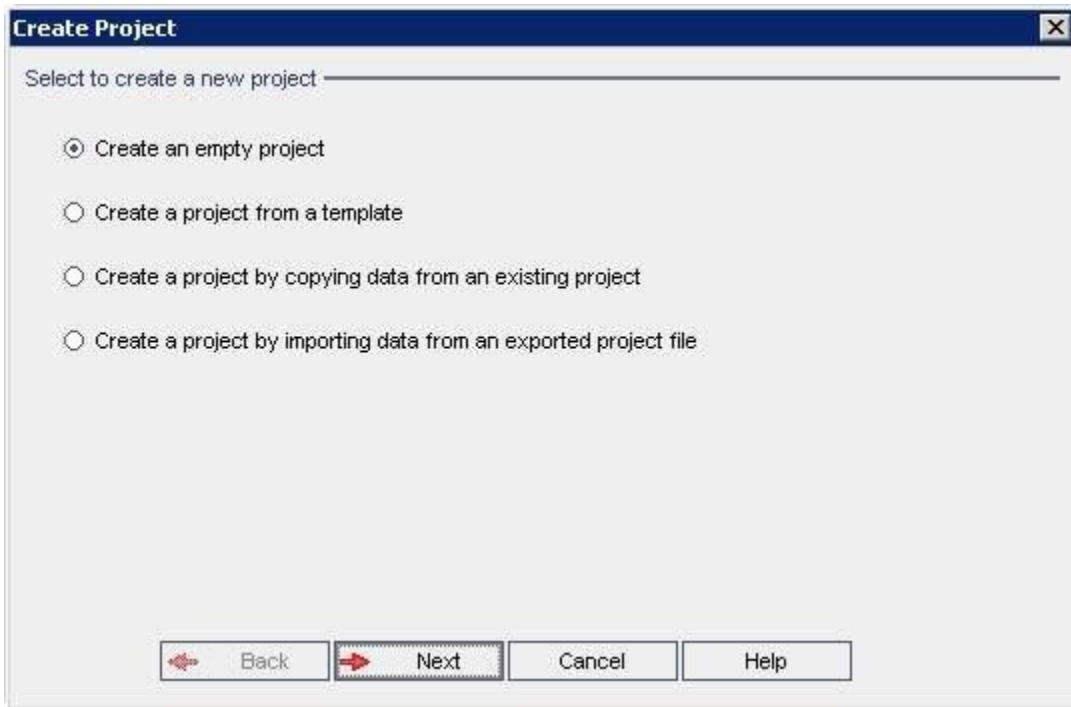 Create Project
Select to create a new project
Create an empty project
Create a project from a template
Create a project by copying data from an existing project
Create a project by importing data from an exported project file
Back Next Cancel Help